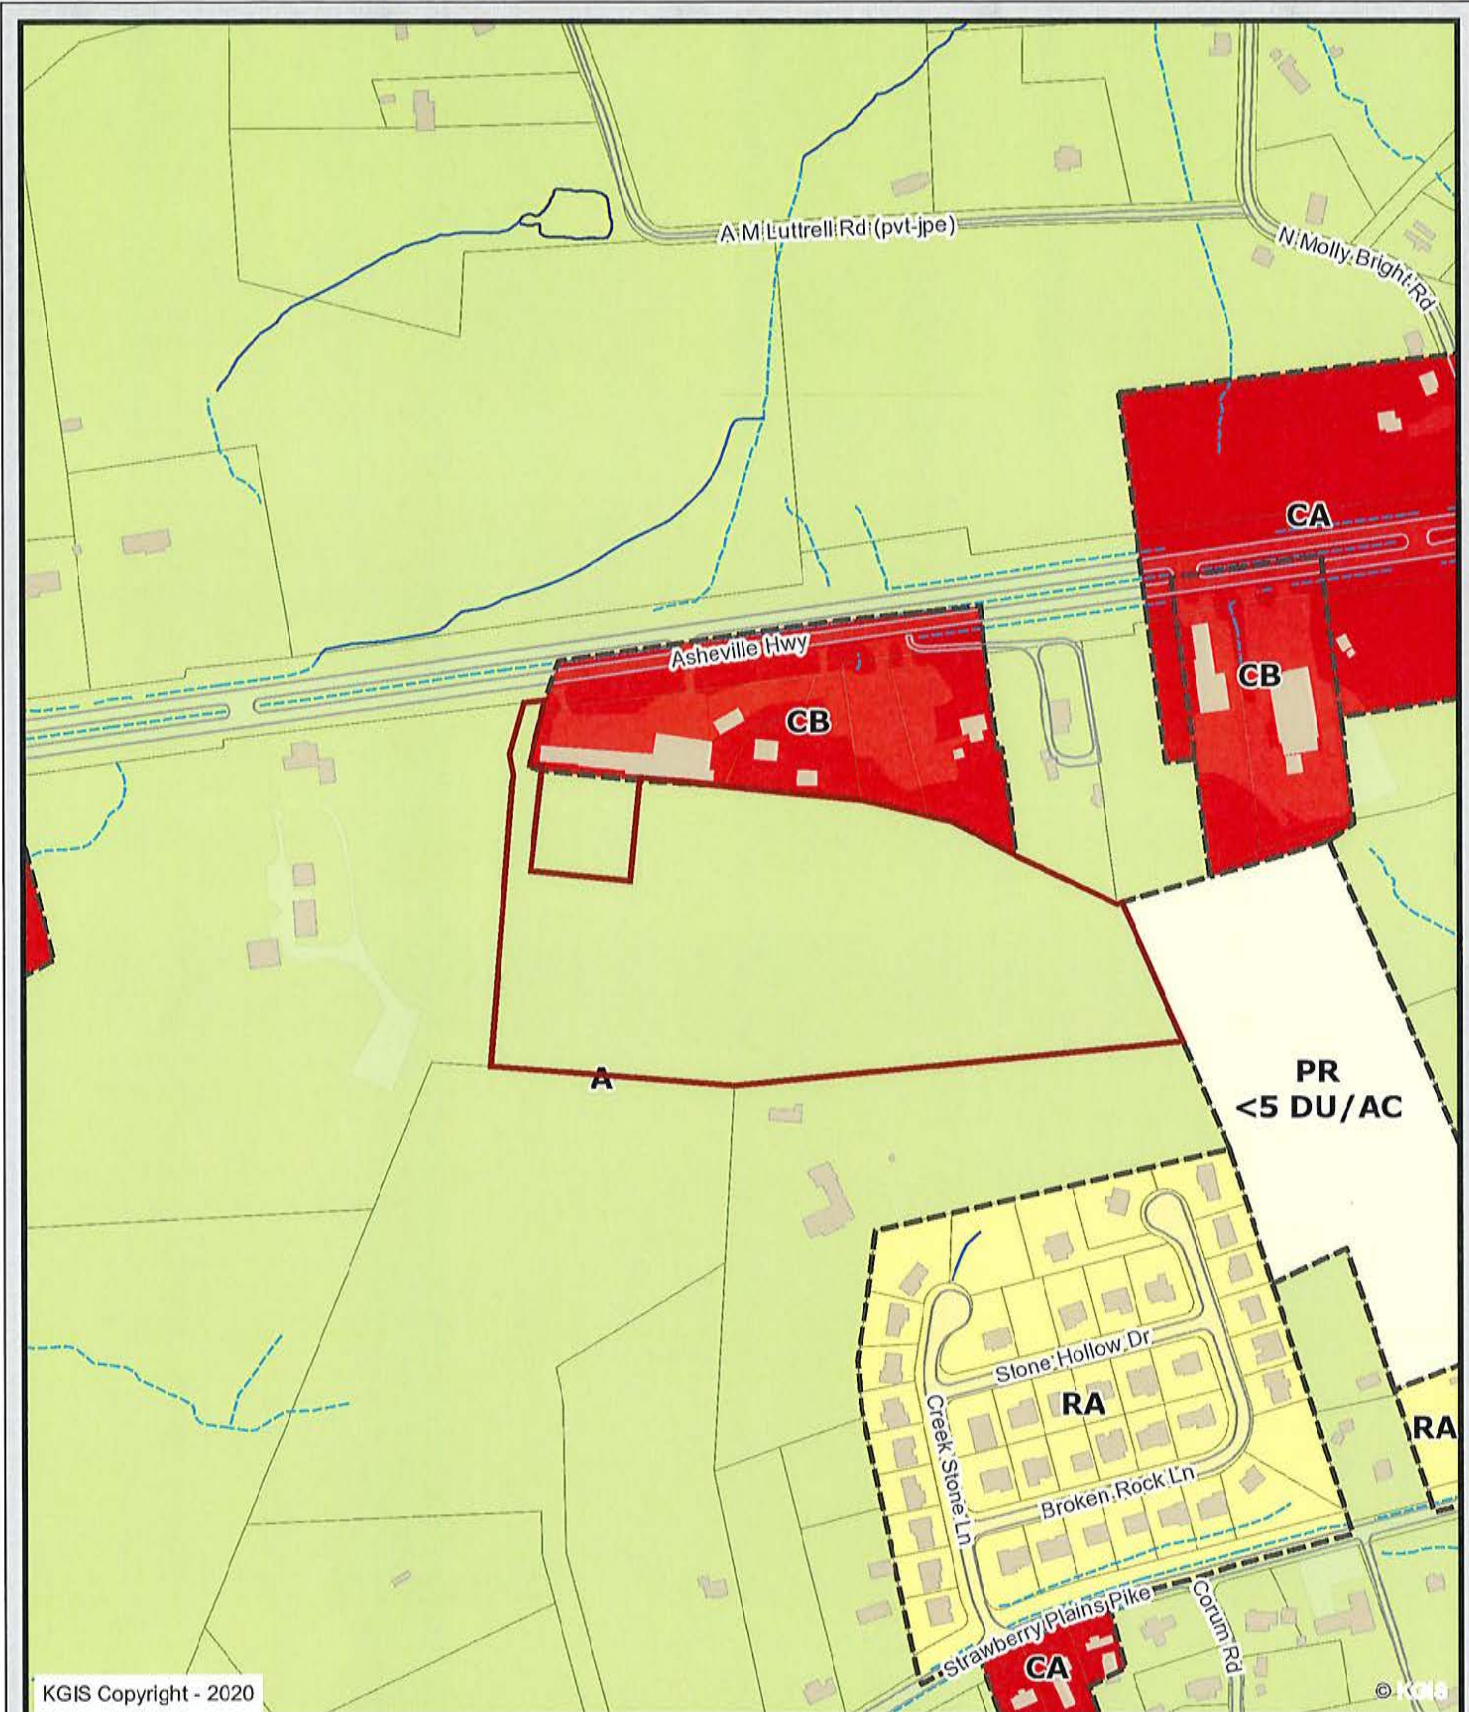 A M Luttrell Rd (pvt-jpe)
N Molly Bright Rd
CA
Asheville Hwy
CB
CB
PR
<5 DU/AC
A
Stone Hollow Dr
RA
RA
Creek Stone Ln
Broken Rock Ln
Strawberry Plains Pike
Corum Rd
CA
KGIS Copyright - 2020
© KGIS